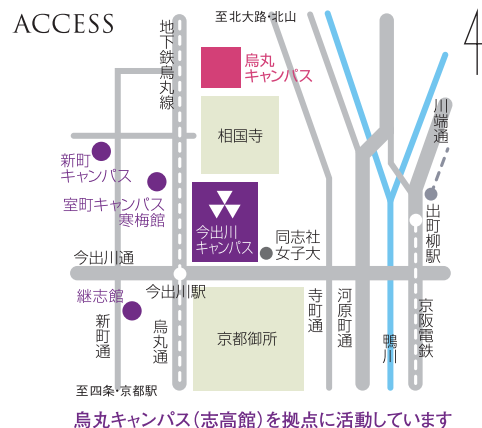 ACCESS
至北大路・北山
地下鉄烏丸線
烏丸
キャンパス
川端通
相国寺
新町
キャンパス
室町キャンパス
寒梅館
今出川
キャンパス
同志社
女子大
出町柳駅
今出川通
継志館
今出川駅
新町通
烏丸通
京都御所
寺町通
河原町通
鴨川
京阪電鉄
至四条・京都駅
烏丸キャンパス(志高館)を拠点に活動しています